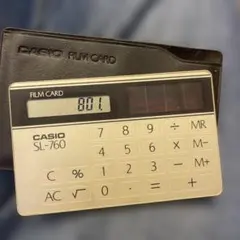 CASIO FILM CARD
FILM CARD
801.
CASIO
SL-760
7 8 9 ÷ MR
4 5 6 × M-
C % 1 2 3 - M+
AC √ 0 · = +